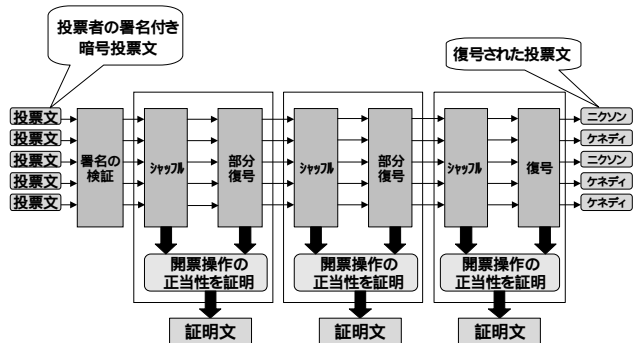 投票者の署名付き
暗号投票文
復号された投票文
投票文
投票文
投票文
投票文
投票文
署名の
検証
シャッフル
部分
復号
シャッフル
部分
復号
シャッフル
復号
ニクソン
ケネディ
ニクソン
ケネディ
ケネディ
開票操作の
正当性を証明
開票操作の
正当性を証明
開票操作の
正当性を証明
証明文
証明文
証明文